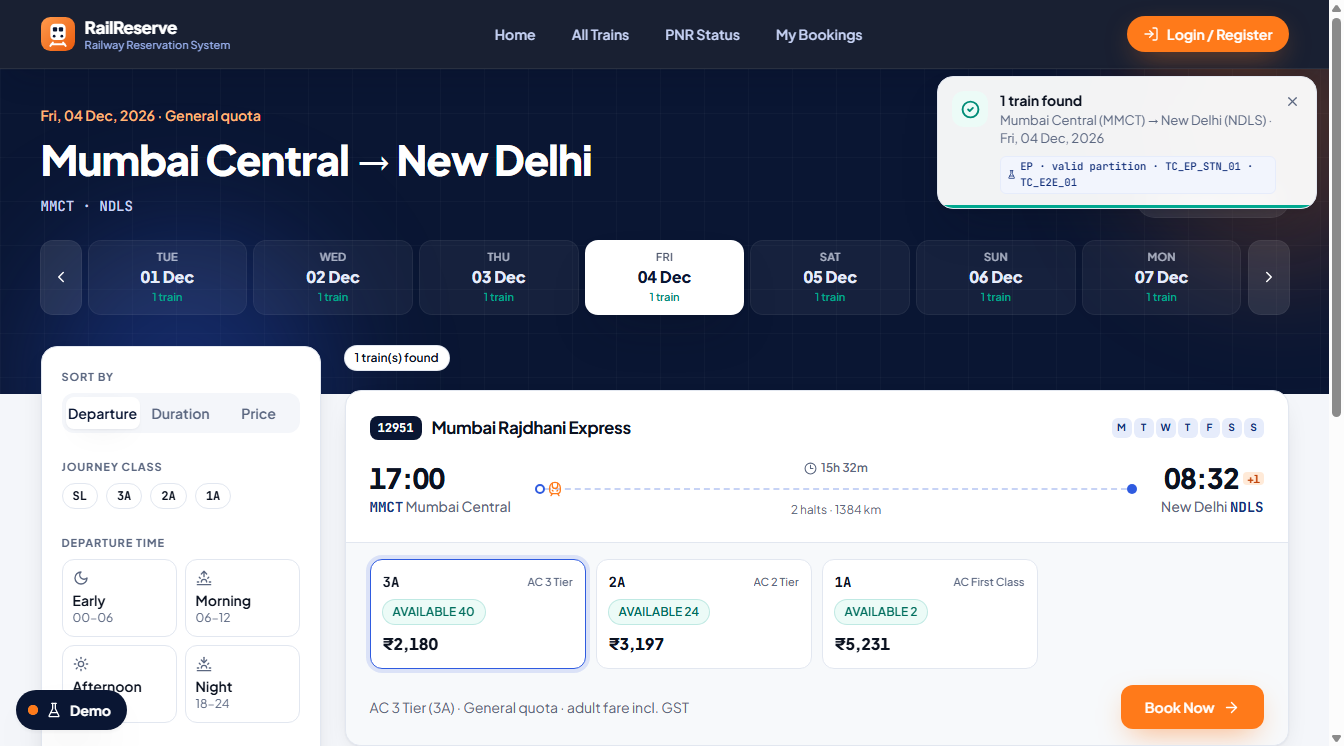 RailReserve
Railway Reservation System
Home
All Trains
PNR Status
My Bookings
Login / Register
Fri, 04 Dec, 2026 · General quota
Mumbai Central → New Delhi
MMCT · NDLS
1 train found
Mumbai Central (MMCT) → New Delhi (NDLS) ·
Fri, 04 Dec, 2026
EP · valid partition · TC_EP_STN_01 ·
TC_E2E_01
TUE
01 Dec
1 train
WED
02 Dec
1 train
THU
03 Dec
1 train
FRI
04 Dec
1 train
SAT
05 Dec
1 train
SUN
06 Dec
1 train
MON
07 Dec
1 train
SORT BY
Departure
Duration
Price
JOURNEY CLASS
SL
3A
2A
1A
DEPARTURE TIME
Early
00–06
Morning
06–12
Afternoon
Night
18–24
Demo
1 train(s) found
12951
Mumbai Rajdhani Express
M T W T F S S
17:00
MMCT Mumbai Central
15h 32m
2 halts · 1384 km
08:32 +1
New Delhi NDLS
3A
AC 3 Tier
AVAILABLE 40
₹2,180
2A
AC 2 Tier
AVAILABLE 24
₹3,197
1A
AC First Class
AVAILABLE 2
₹5,231
AC 3 Tier (3A) · General quota · adult fare incl. GST
Book Now →